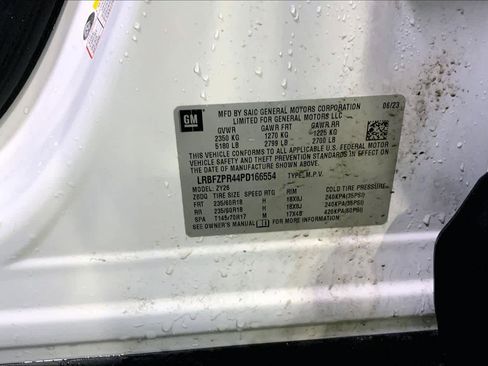 GM
MFD BY SAIC GENERAL MOTORS CORPORATION 06/23
LIMITED FOR GENERAL MOTORS LLC
GVWR GAWR FRT GAWR RR
2350 KG 1270 KG 1225 KG
5180 LB 2799 LB 2700 LB
THIS VEHICLE CONFORMS TO ALL APPLICABLE U.S. FEDERAL MOTOR
VEHICLE SAFETY AND THEFT PREVENTION STANDARDS IN EFFECT ON
THE DATE OF MANUFACTURE SHOWN ABOVE.
LRBFZPR44PD166554 TYPE: M.P.V.
MODEL: ZY26
Z6DQ TIRE SIZE SPEED RTG RIM COLD TIRE PRESSURE
FRT 235/60R18 H 18X8J 240KPA(35PSI)
RR 235/60R18 H 18X8J 240KPA(35PSI)
SPA T145/70R17 M 17X4B 420KPA(60PSI)
SEE OWNER'S MANUAL FOR MORE INFORMATION.